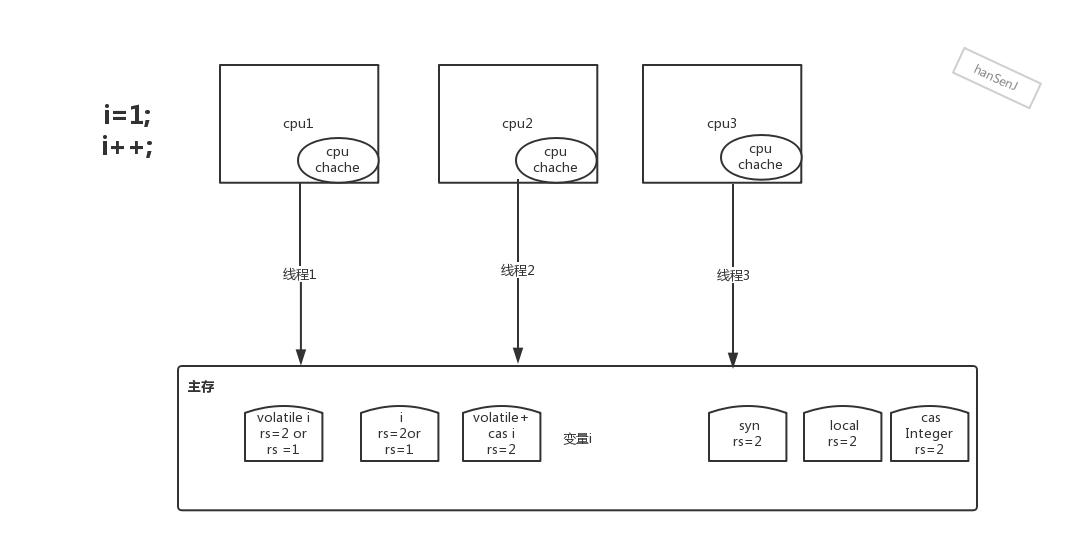 hanSenJ
i=1;
i++;
cpu1
cpu
chache
cpu2
cpu
chache
cpu3
cpu
chache
线程1
线程2
线程3
主存
volatile i
rs=2 or
rs =1
i
rs=2or
rs=1
volatile+
cas i
rs=2
变量i
syn
rs=2
local
rs=2
cas
Integer
rs=2